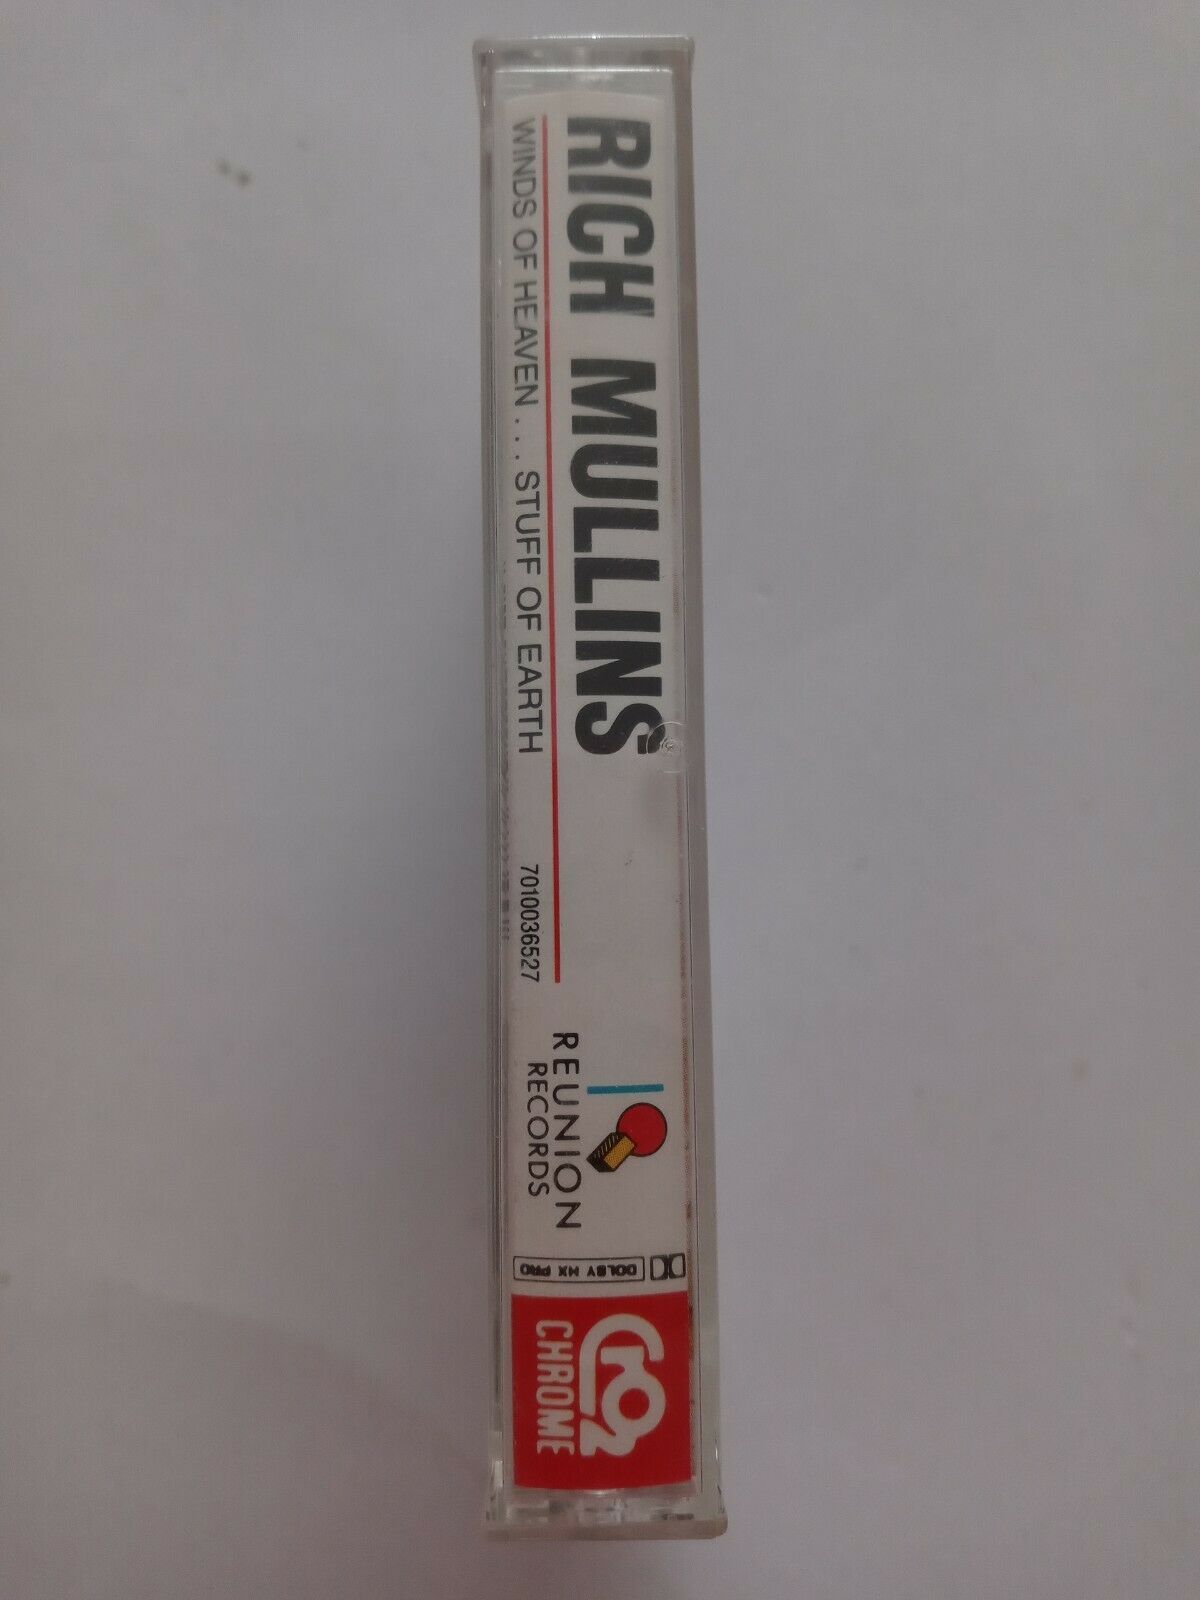 RICH MULLINS
WINDS OF HEAVEN . . . STUFF OF EARTH
7010036527
REUNION
RECORDS
DOLBY HX PRO
CrO2
CHROME